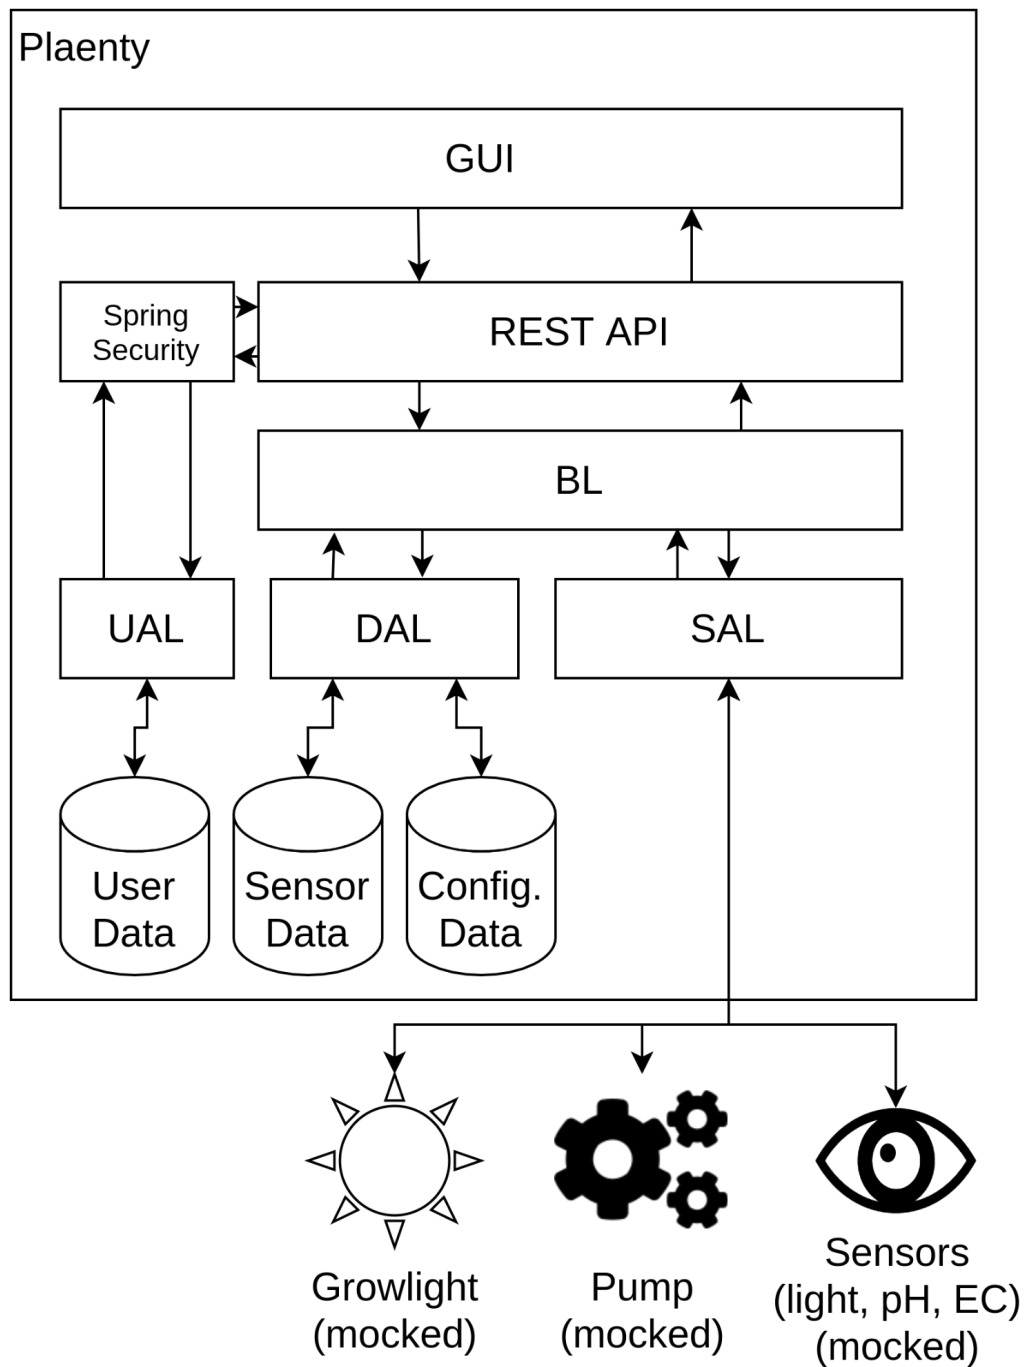 Plaenty
GUI
Spring
Security
REST API
BL
UAL
DAL
SAL
User
Data
Sensor
Data
Config.
Data
Growlight
(mocked)
Pump
(mocked)
Sensors
(light, pH, EC)
(mocked)